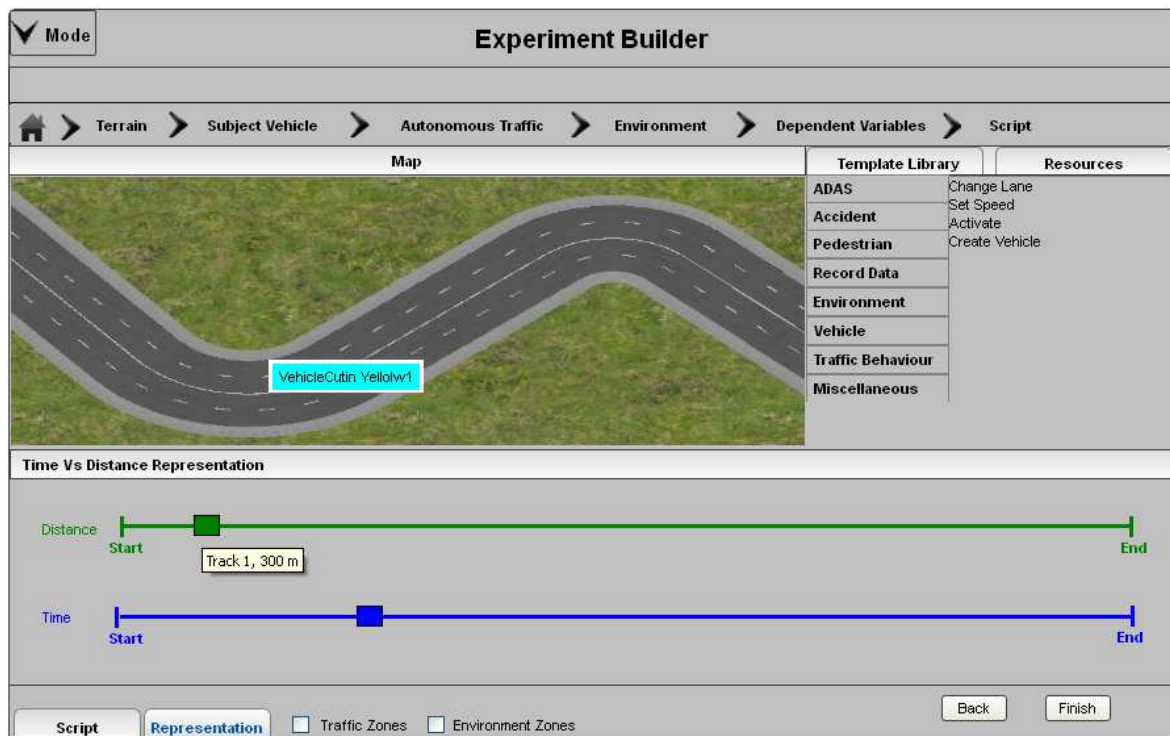 Mode
Experiment Builder
Terrain Subject Vehicle Autonomous Traffic Environment Dependent Variables Script
Map
Template Library Resources
ADAS
Accident
Pedestrian
Record Data
Environment
Vehicle
Traffic Behaviour
Miscellaneous
Change Lane
Set Speed
Activate
Create Vehicle
VehicleCutin Yellolw1
Time Vs Distance Representation
Distance
Start End
Track 1, 300 m
Time
Start End
Script Representation Traffic Zones Environment Zones Back Finish